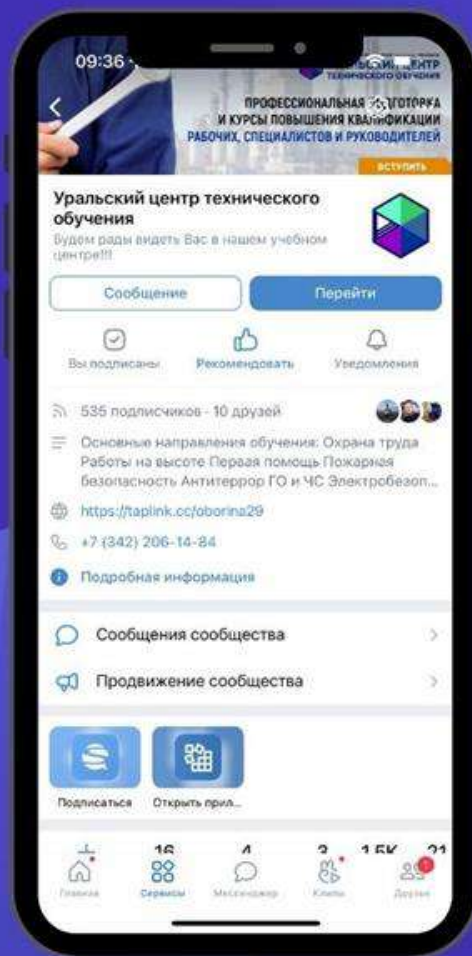 09:36
ТЕХНИЧЕСКОГО ОБУЧЕНИЯ
ПРОФЕССИОНАЛЬНАЯ
И КУРСЫ ПОВЫШЕНИЯ КВАЛИФИКАЦИИ
РАБОЧИХ, СПЕЦИАЛИСТОВ И РУКОВОДИТЕЛЕЙ
ВСТУПИТЬ
Уральский центр технического
обучения
Будем рады видеть Вас в нашем учебном
центре!!!
Сообщение
Перейти
Вы подписаны
Рекомендовать
Уведомления
535 подписчиков · 10 друзей
Основные направления обучения: Охрана труда
Работы на высоте Первая помощь Пожарная
безопасность Антитеррор ГО и ЧС Электробезоп...
https://taplink.cc/oborina29
+7 (342) 206-14-84
Подробная информация
Сообщения сообщества
Продвижение сообщества
Подписаться
Открыть прил...
16 4 3 1.5K 21
Главная
Сервисы
Мессенджер
Клипы
Друзья